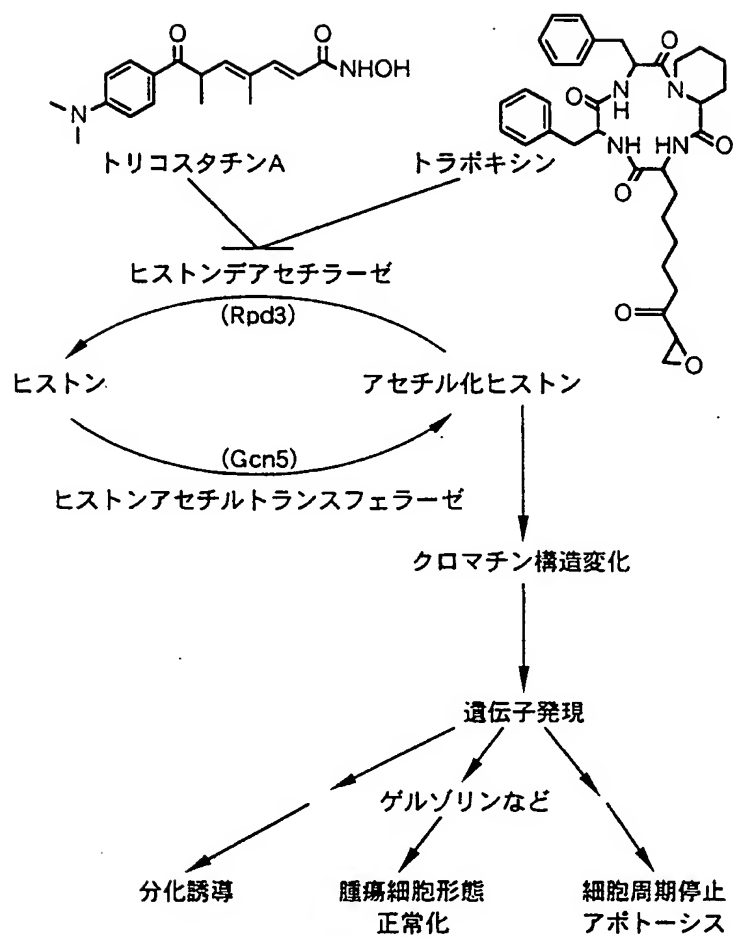 O
O
NHOH
N
トリコスタチンA
O
O
N
H
N
O
NH
HN
O
O
トラポキシン
O
O
ヒストンデアセチラーゼ
(Rpd3)
ヒストン
アセチル化ヒストン
(Gcn5)
ヒストンアセチルトランスフェラーゼ
クロマチン構造変化
遺伝子発現
ゲルゾリンなど
分化誘導
腫瘍細胞形態
正常化
細胞周期停止
アポトーシス